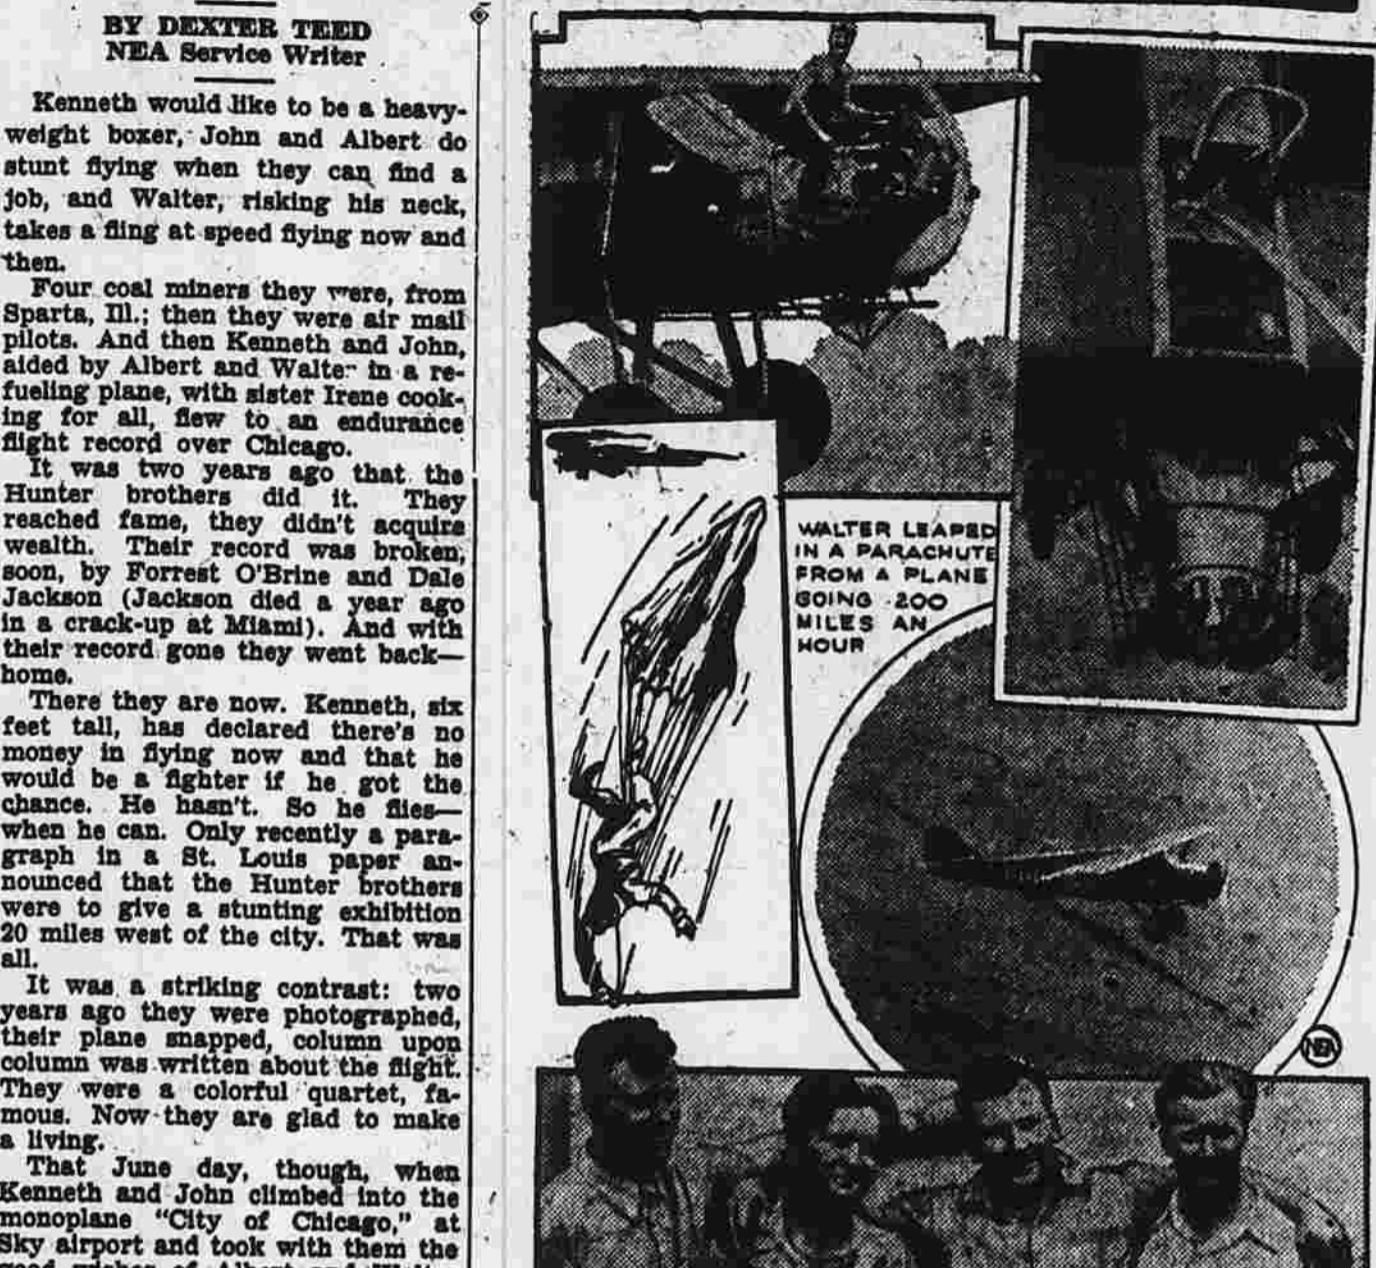 BY DEXTER TEED
NEA Service Writer
Kenneth would like to be a heavy-
weight boxer, John and Albert do
stunt flying when they can find a
job, and Walter, risking his neck,
takes a fling at speed flying now and
then.
Four coal miners they were, from
Sparta, Ill.; then they were air mail
pilots. And then Kenneth and John,
aided by Albert and Walter in a re-
fueling plane, with sister Irene cook-
ing for all, flew to an endurance
flight record over Chicago.
It was two years ago that the
Hunter brothers did it. They
reached fame, they didn't acquire
wealth. Their record was broken,
soon, by Forrest O'Brine and Dale
Jackson (Jackson died a year ago
in a crack-up at Miami). And with
their record gone they went back—
home.
There they are now. Kenneth, six
feet tall, has declared there's no
money in flying now and that he
would be a fighter if he got the
chance. He hasn't. So he flies—
when he can. Only recently a para-
graph in a St. Louis paper an-
nounced that the Hunter brothers
were to give a stunting exhibition
20 miles west of the city. That was
all.
It was a striking contrast: two
years ago they were photographed,
their plane snapped, column upon
column was written about the flight.
They were a colorful quartet, fa-
mous. Now they are glad to make
a living.
That June day, though, when
Kenneth and John climbed into the
monoplane "City of Chicago," at
Sky airport and took with them the
good wishes of Albert and
WALTER LEAPED
IN A PARACHUTE
FROM A PLANE
GOING 200
MILES AN
HOUR
NEA